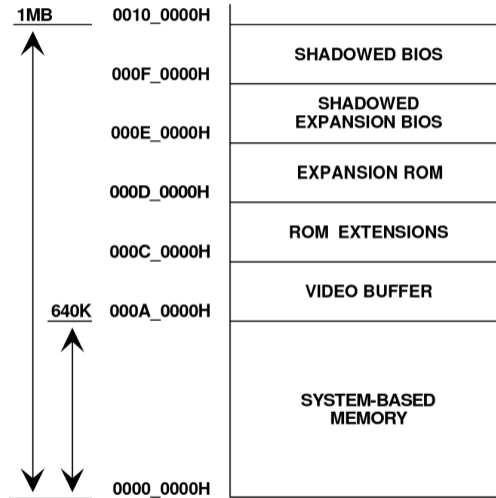 1MB 0010_0000H
SHADOWED BIOS
000F_0000H
SHADOWED
EXPANSION BIOS
000E_0000H
EXPANSION ROM
000D_0000H
ROM EXTENSIONS
000C_0000H
VIDEO BUFFER
640K 000A_0000H
SYSTEM-BASED
MEMORY
0000_0000H